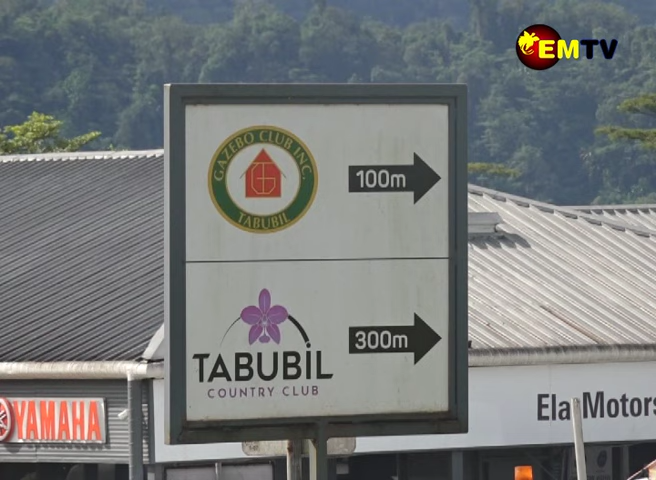 EMTV
GAZEBO CLUB INC.
TABUBIL
100m
TABUBIL
COUNTRY CLUB
300m
YAMAHA
Ela Motors